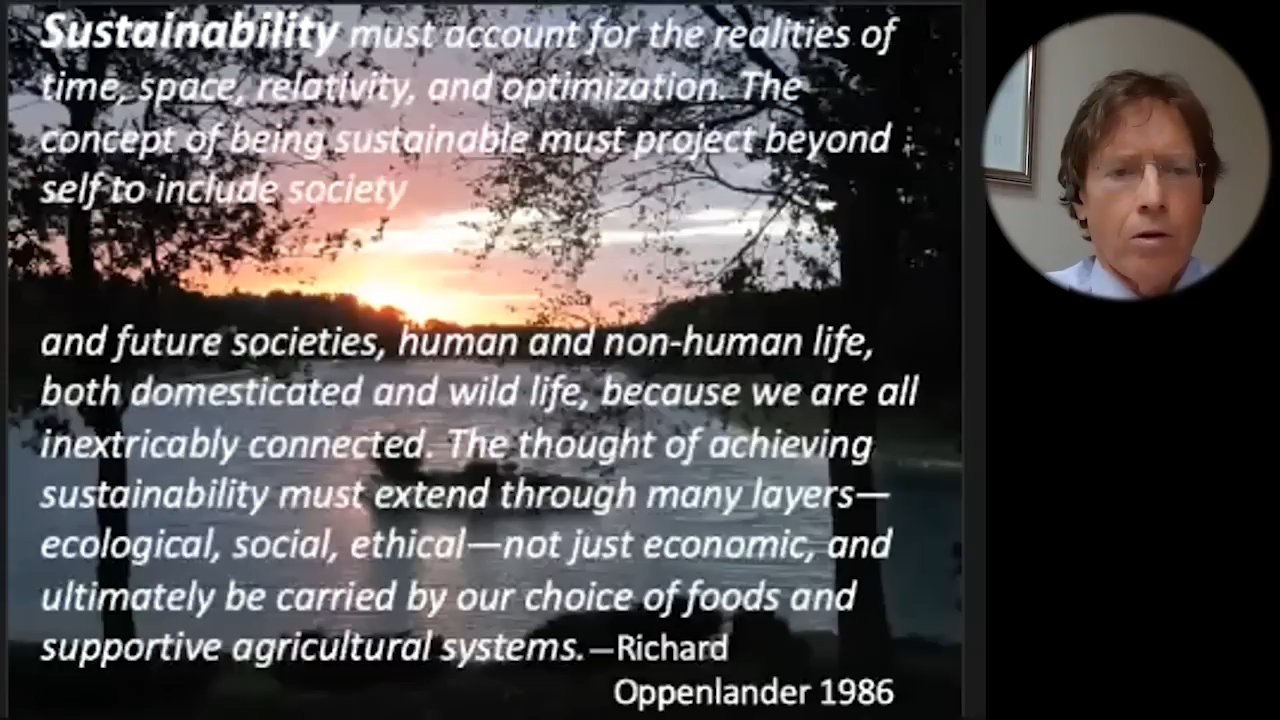 Sustainability must account for the realities of
time, space, relativity, and optimization. The
concept of being sustainable must project beyond
self to include society
and future societies, human and non-human life,
both domesticated and wild life, because we are all
inextricably connected. The thought of achieving
sustainability must extend through many layers—
ecological, social, ethical—not just economic, and
ultimately be carried by our choice of foods and
supportive agricultural systems.—Richard
Oppenlander 1986